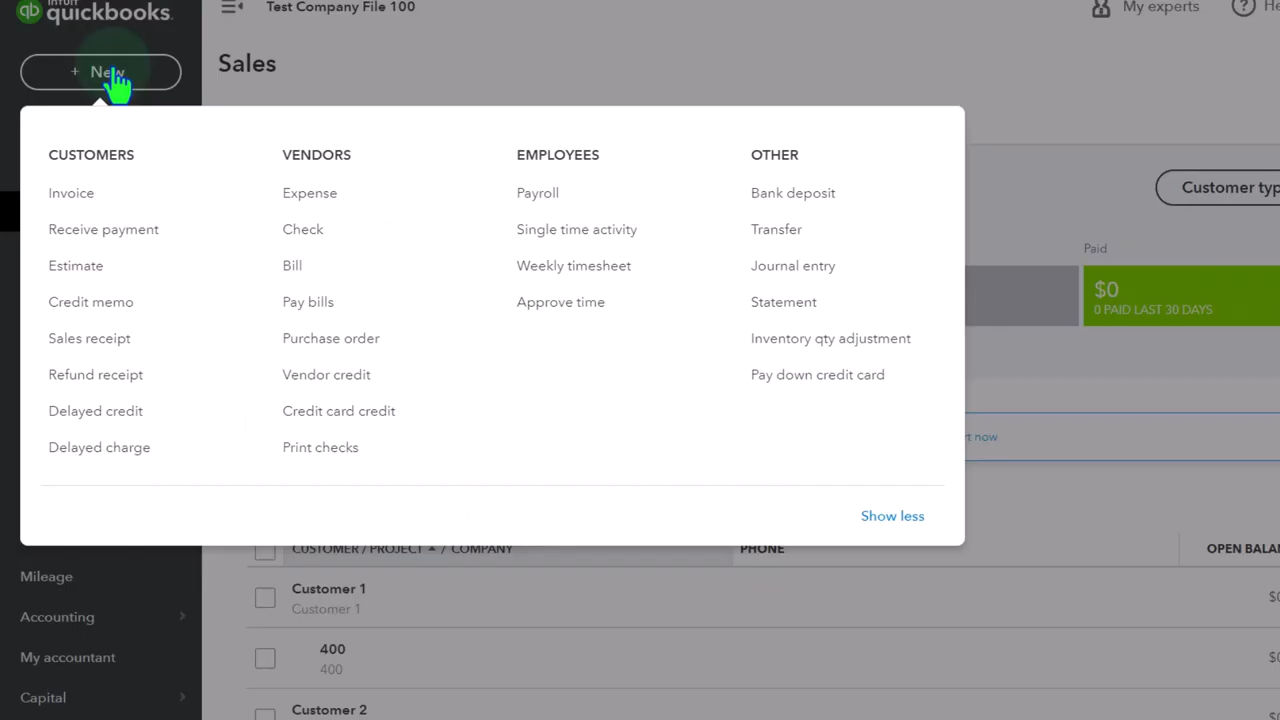 quickbooks.
Test Company File 100
My experts
+ New
Sales
CUSTOMERS
Invoice
Receive payment
Estimate
Credit memo
Sales receipt
Refund receipt
Delayed credit
Delayed charge
VENDORS
Expense
Check
Bill
Pay bills
Purchase order
Vendor credit
Credit card credit
Print checks
EMPLOYEES
Payroll
Single time activity
Weekly timesheet
Approve time
OTHER
Bank deposit
Transfer
Journal entry
Statement
Inventory qty adjustment
Pay down credit card
Show less
Customer typ
Paid
$0
0 PAID LAST 30 DAYS
rt now
CUSTOMER / PROJECT / COMPANY
PHONE
OPEN BALA
Customer 1
Customer 1
400
400
Customer 2
Mileage
Accounting
My accountant
Capital